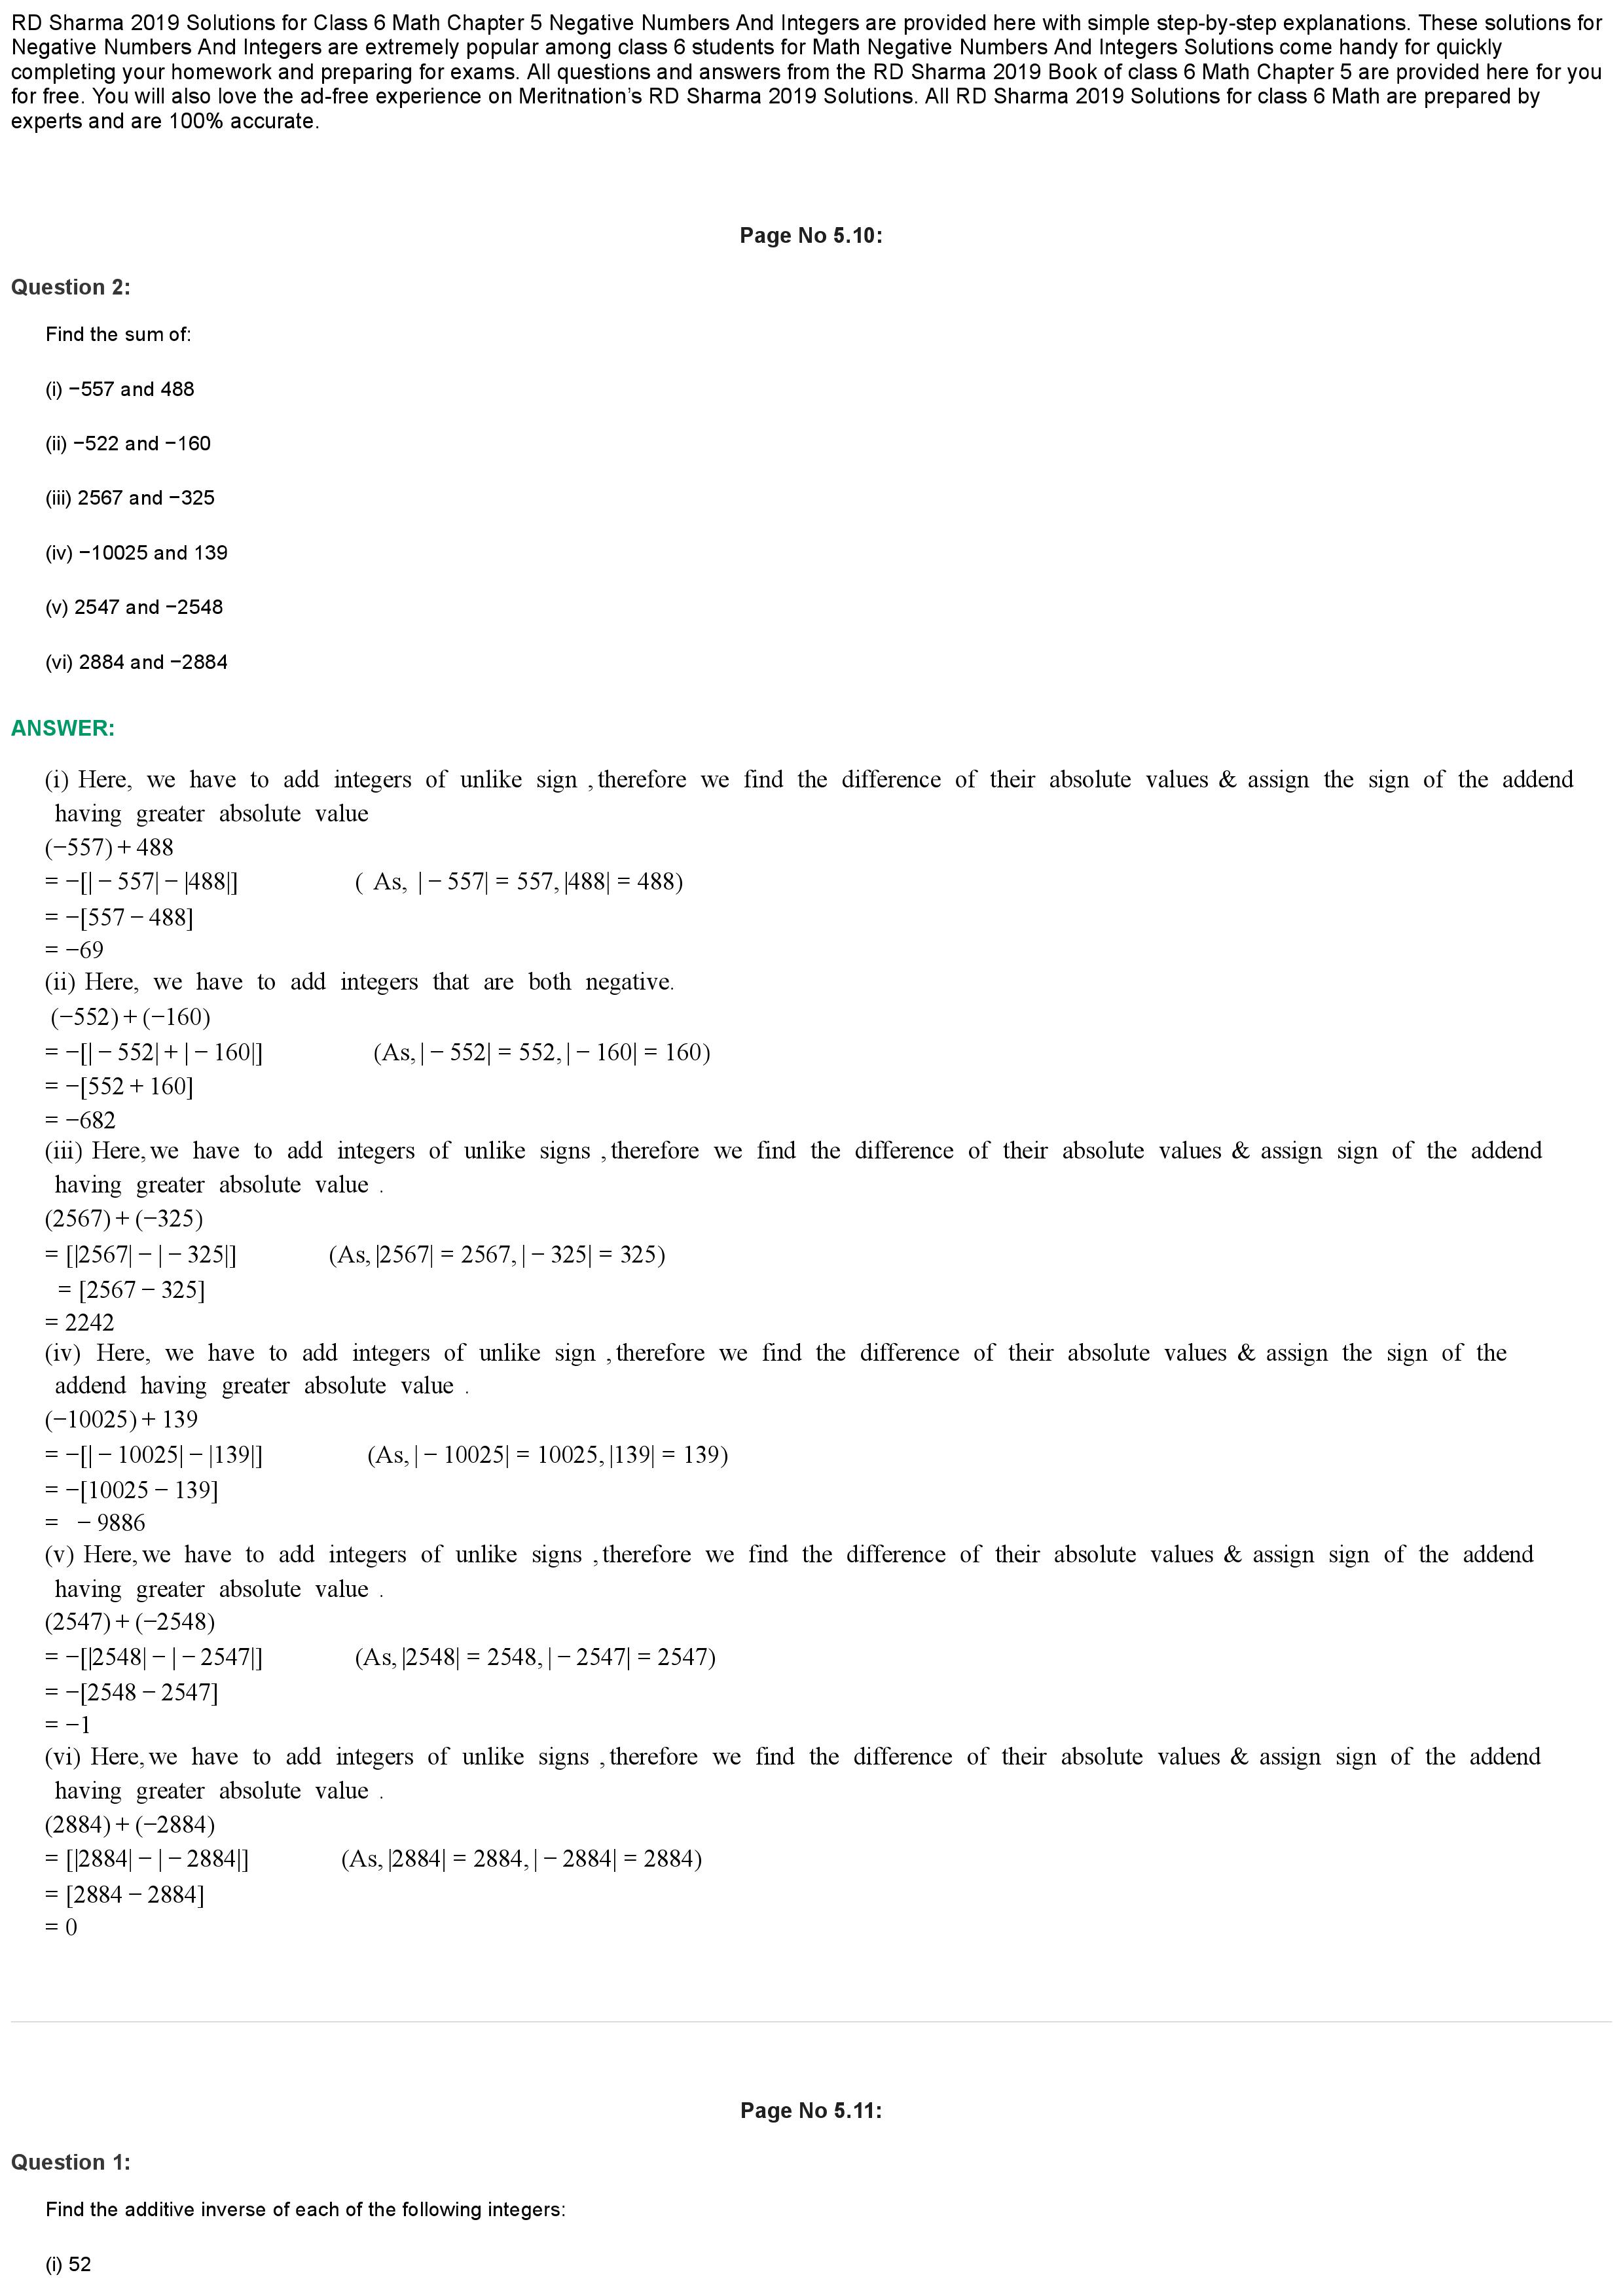 RD Sharma 2019 Solutions for Class 6 Math Chapter 5 Negative Numbers And Integers are provided here with simple step-by-step explanations. These solutions for
Negative Numbers And Integers are extremely popular among class 6 students for Math Negative Numbers And Integers Solutions come handy for quickly
completing your homework and preparing for exams. All questions and answers from the RD Sharma 2019 Book of class 6 Math Chapter 5 are provided here for you
for free. You will also love the ad-free experience on Meritnation’s RD Sharma 2019 Solutions. All RD Sharma 2019 Solutions for class 6 Math are prepared by
experts and are 100% accurate.
Page No 5.10:
Question 2:
Find the sum of:
(i) −557 and 488
(ii) −522 and −160
(iii) 2567 and −325
(iv) −10025 and 139
(v) 2547 and −2548
(vi) 2884 and −2884
ANSWER:
(i) Here, we have to add integers of unlike sign , therefore we find the difference of their absolute values & assign the sign of the addend
having greater absolute value
(−557) + 488
= −[| − 557| − |488|] ( As, | − 557| = 557, |488| = 488)
= −[557 − 488]
= −69
(ii) Here, we have to add integers that are both negative.
(−552) + (−160)
= −[| − 552| + | − 160|] (As, | − 552| = 552, | − 160| = 160)
= −[552 + 160]
= −682
(iii) Here, we have to add integers of unlike signs , therefore we find the difference of their absolute values & assign sign of the addend
having greater absolute value .
(2567) + (−325)
= [|2567| − | − 325|] (As, |2567| = 2567, | − 325| = 325)
= [2567 − 325]
= 2242
(iv) Here, we have to add integers of unlike sign , therefore we find the difference of their absolute values & assign the sign of the
addend having greater absolute value .
(−10025) + 139
= −[| − 10025| − |139|] (As, | − 10025| = 10025, |139| = 139)
= −[10025 − 139]
= − 9886
(v) Here, we have to add integers of unlike signs , therefore we find the difference of their absolute values & assign sign of the addend
having greater absolute value .
(2547) + (−2548)
= −[|2548| − | − 2547|] (As, |2548| = 2548, | − 2547| = 2547)
= −[2548 − 2547]
= −1
(vi) Here, we have to add integers of unlike signs , therefore we find the difference of their absolute values & assign sign of the addend
having greater absolute value .
(2884) + (−2884)
= [|2884| − | − 2884|] (As, |2884| = 2884, | − 2884| = 2884)
= [2884 − 2884]
= 0
Page No 5.11:
Question 1:
Find the additive inverse of each of the following integers:
(i) 52